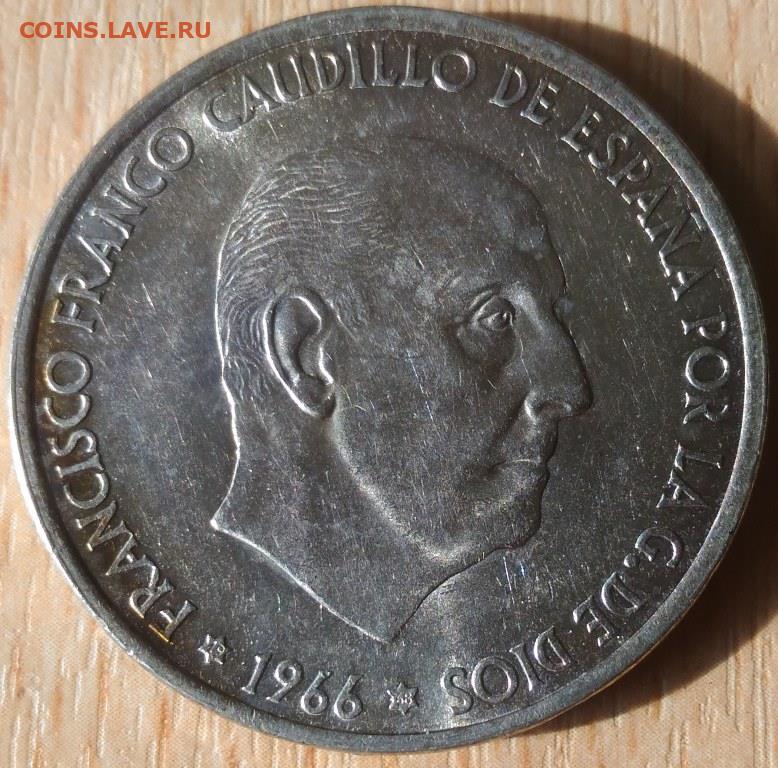 COINS.LAVE.RU
FRANCISCO FRANCO CAUDILLO DE ESPAÑA POR LA G. DE DIOS
1966